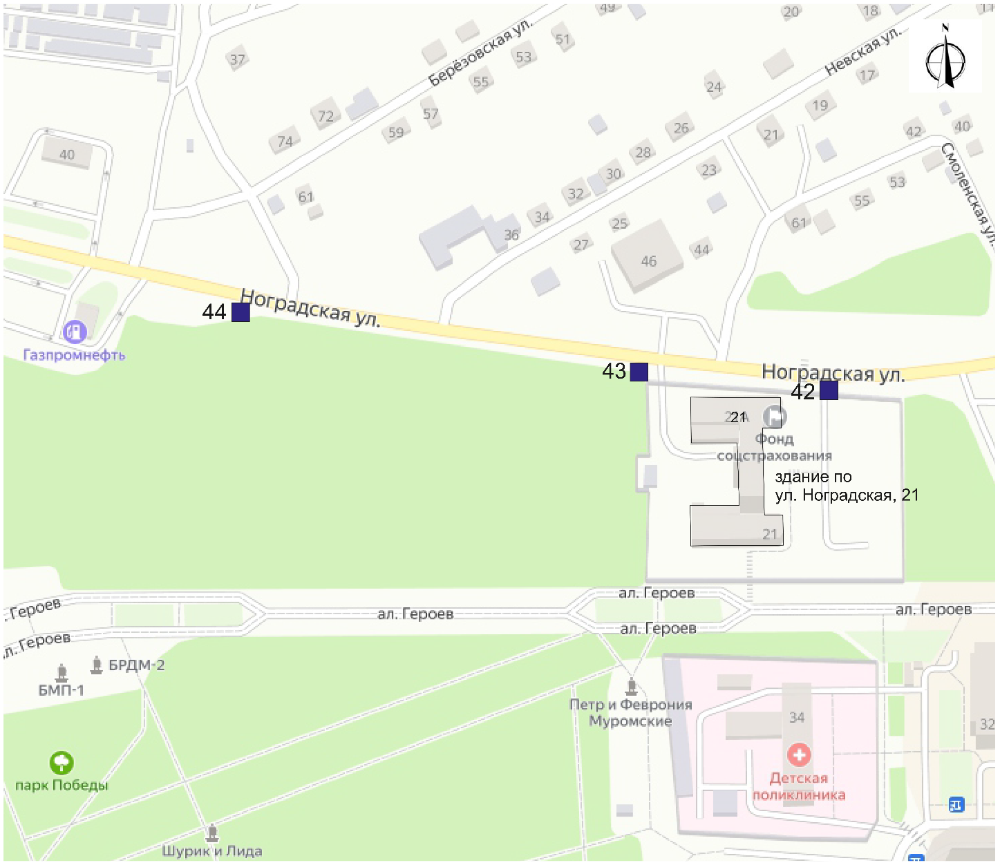 49
20
18
N
51
Берёзовская ул.
53
37
55
Невская ул.
17
24
72
57
59
74
19
26
21
42
40
28
40
23
30
53
Смоленская ул.
61
32
55
34
25
61
36
27
44
46
Ноградская ул.
44
Газпромнефть
43
Ноградская ул.
42
21
Фонд
соцстрахования
здание по
ул. Ноградская, 21
21
ал. Героев
. Героев
ал. Героев
ал. Героев
ал. Героев
л. Героев
БРДМ-2
БМП-1
Петр и Феврония
Муромские
34
32
парк Победы
Детская
поликлиника
Шурик и Лида